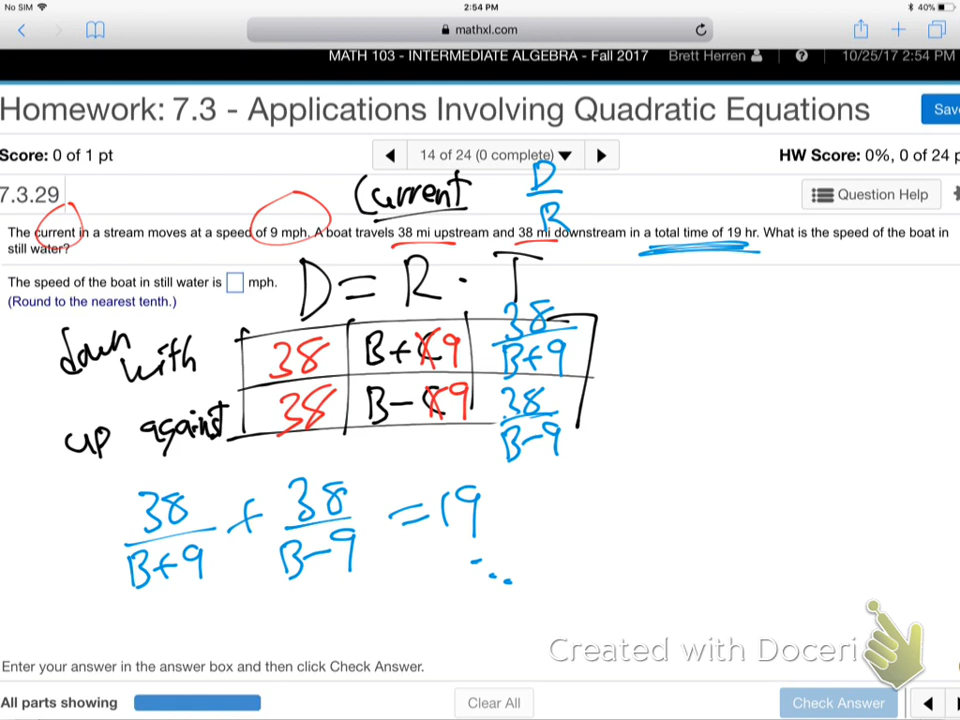 No SIM 2:54 PM 40%
mathxl.com
MATH 103 - INTERMEDIATE ALGEBRA - Fall 2017 Brett Herren 10/25/17 2:54 PM
Homework: 7.3 - Applications Involving Quadratic Equations Sav
Score: 0 of 1 pt 14 of 24 (0 complete) HW Score: 0%, 0 of 24 p
7.3.29 Question Help
Current D
R
The current in a stream moves at a speed of 9 mph. A boat travels 38 mi upstream and 38 mi downstream in a total time of 19 hr. What is the speed of the boat in
still water?
The speed of the boat in still water is mph.
(Round to the nearest tenth.)
D = R · T
down with 38 B+C9 38/B+9
up against 38 B-C9 38/B-9
38/B+9 + 38/B-9 = 19
...
Created with Doceri
Enter your answer in the answer box and then click Check Answer.
All parts showing Clear All Check Answer